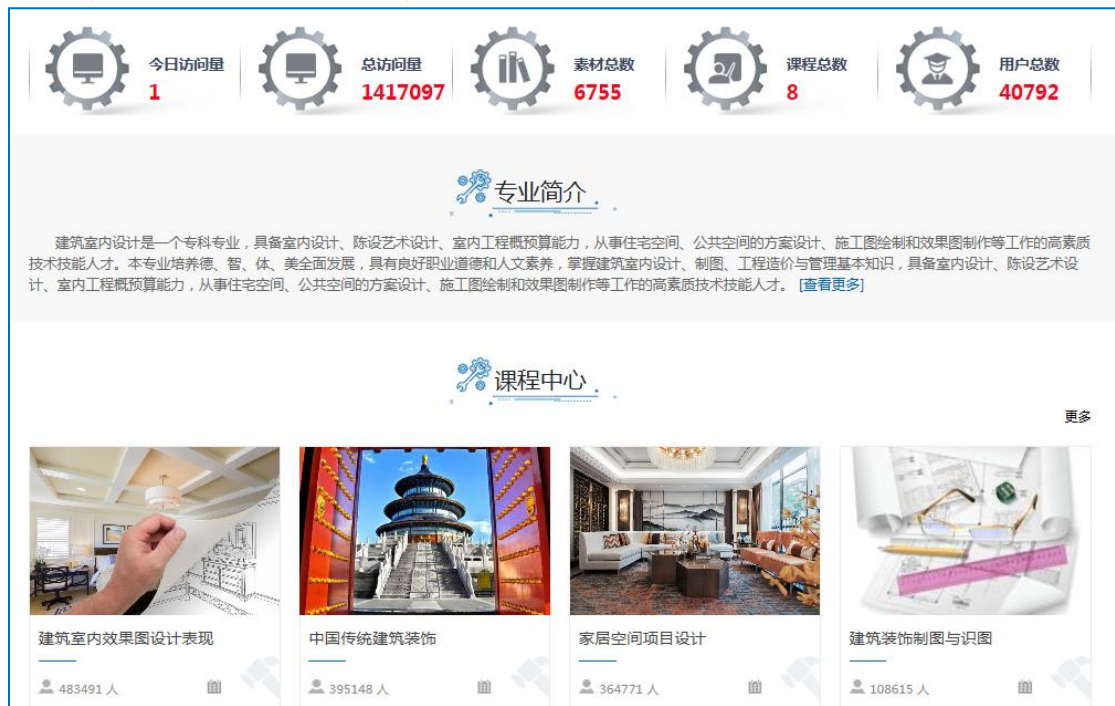 今日访问量
1
总访问量
1417097
素材总数
6755
课程总数
8
用户总数
40792
专业简介
建筑室内设计是一个专科专业，具备室内设计、陈设艺术设计、室内工程概预算能力，从事住宅空间、公共空间的方案设计、施工图绘制和效果图制作等工作的高素质
技术技能人才。本专业培养德、智、体、美全面发展，具有良好职业道德和人文素养，掌握建筑室内设计、制图、工程造价与管理基本知识，具备室内设计、陈设艺术设
计、室内工程概预算能力，从事住宅空间、公共空间的方案设计、施工图绘制和效果图制作等工作的高素质技术技能人才。 [查看更多]
课程中心
更多
建筑室内效果图设计表现
483491 人
中国传统建筑装饰
395148 人
家居空间项目设计
364771 人
建筑装饰制图与识图
108615 人